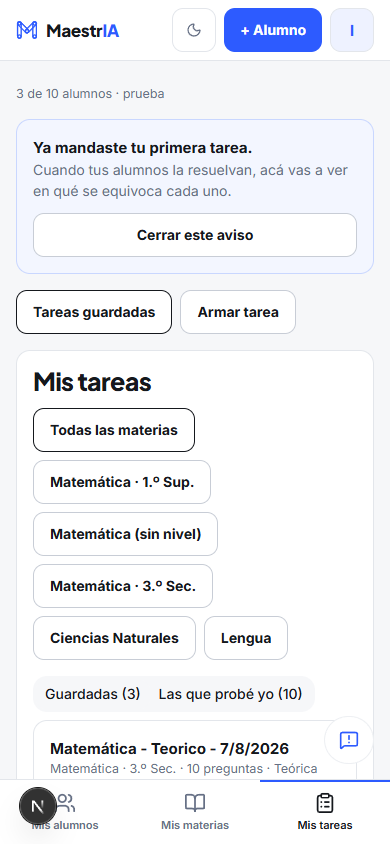 MaestrIA
+ Alumno
I
3 de 10 alumnos · prueba
Ya mandaste tu primera tarea.
Cuando tus alumnos la resuelvan, acá vas a ver
en qué se equivoca cada uno.
Cerrar este aviso
Tareas guardadas
Armar tarea
Mis tareas
Todas las materias
Matemática · 1.º Sup.
Matemática (sin nivel)
Matemática · 3.º Sec.
Ciencias Naturales
Lengua
Guardadas (3)
Las que probé yo (10)
Matemática - Teorico - 7/8/2026
Matemática · 3.º Sec. · 10 preguntas · Teórica
N
Mis alumnos
Mis materias
Mis tareas